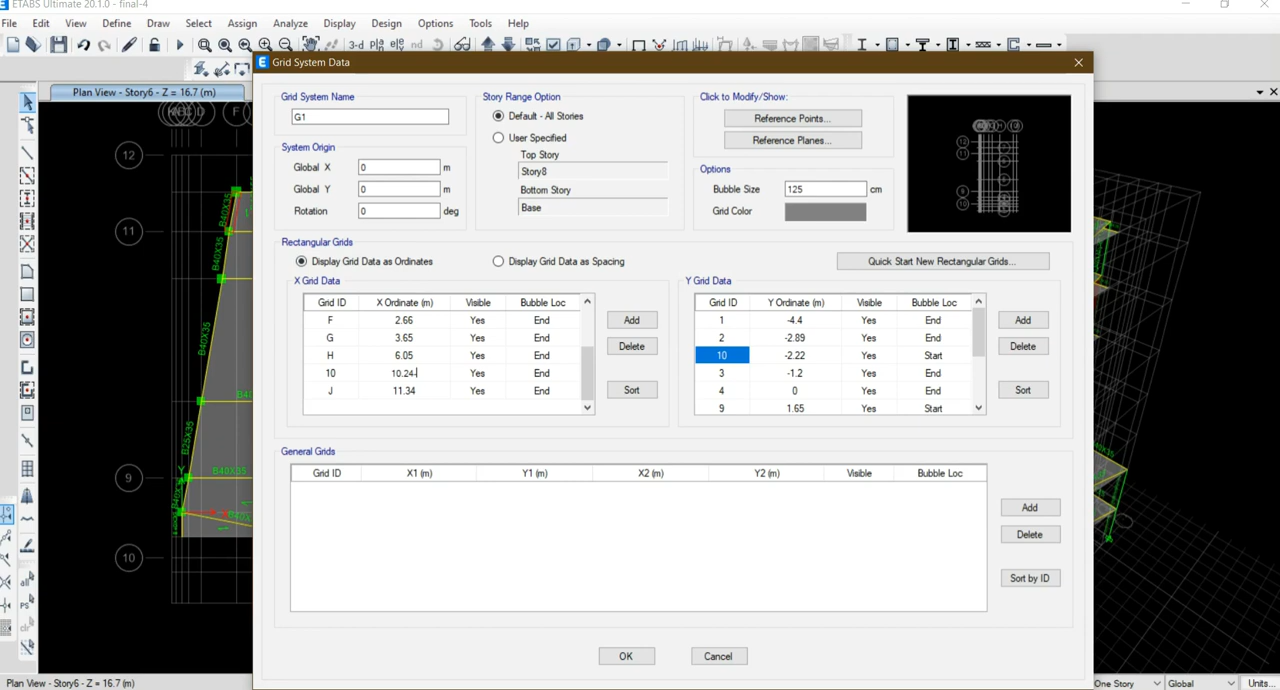 ETABS Ultimate 20.1.0 - final-4
File Edit View Define Draw Select Assign Analyze Display Design Options Tools Help
3-d
nd
Grid System Data
Plan View - Story6 - Z = 16.7 (m)
Grid System Name
G1
System Origin
Global X 0 m
Global Y 0 m
Rotation 0 deg
Story Range Option
Default - All Stories
User Specified
Top Story
Story8
Bottom Story
Base
Click to Modify/Show:
Reference Points...
Reference Planes...
Options
Bubble Size 125 cm
Grid Color
Rectangular Grids
Display Grid Data as Ordinates
Display Grid Data as Spacing
Quick Start New Rectangular Grids...
X Grid Data
Grid ID X Ordinate (m) Visible Bubble Loc
F 2.66 Yes End
G 3.65 Yes End
H 6.05 Yes End
10 10.24 Yes End
J 11.34 Yes End
Add
Delete
Sort
Y Grid Data
Grid ID Y Ordinate (m) Visible Bubble Loc
1 -4.4 Yes End
2 -2.89 Yes End
10 -2.22 Yes Start
3 -1.2 Yes End
4 0 Yes End
9 1.65 Yes Start
Add
Delete
Sort
General Grids
Grid ID X1 (m) Y1 (m) X2 (m) Y2 (m) Visible Bubble Loc
Add
Delete
Sort by ID
OK
Cancel
F
12
11
9
10
B40X35
B40X35
B40X35
B25X35
B40X35
all
PS
clr
Plan View - Story6 - Z = 16.7 (m)
One Story
Global
Units...